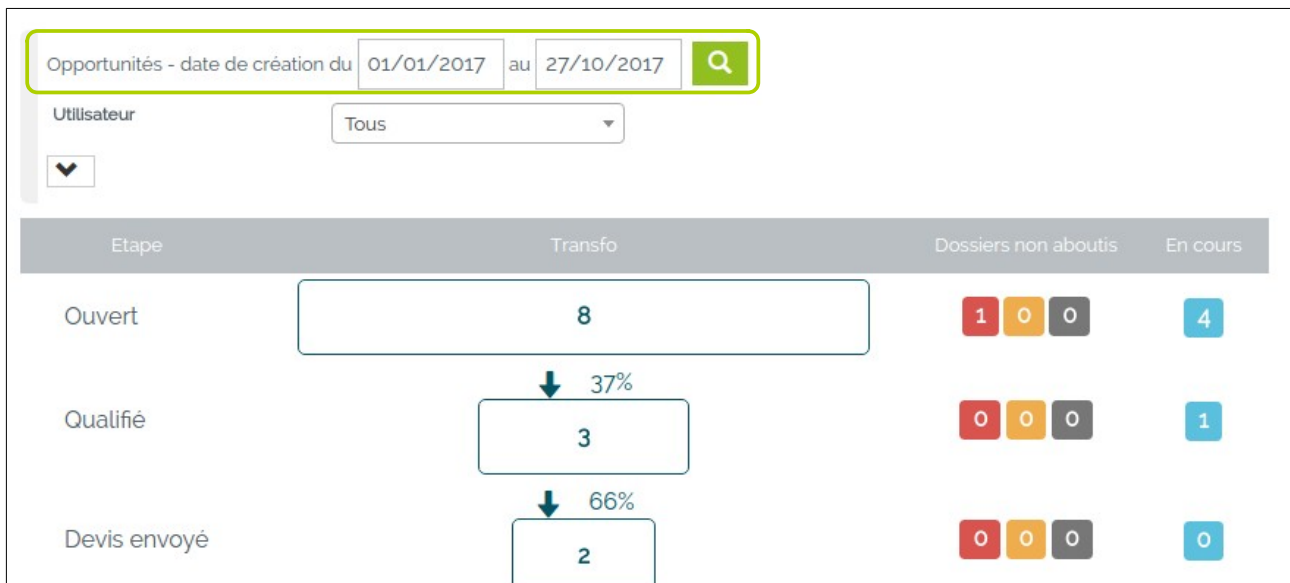 Opportunités - date de création du 01/01/2017 au 27/10/2017
Utilisateur Tous
Etape Transfo Dossiers non aboutis En cours
Ouvert 8 1 0 0 4
37%
Qualifié 3 0 0 0 1
66%
Devis envoyé 2 0 0 0 0